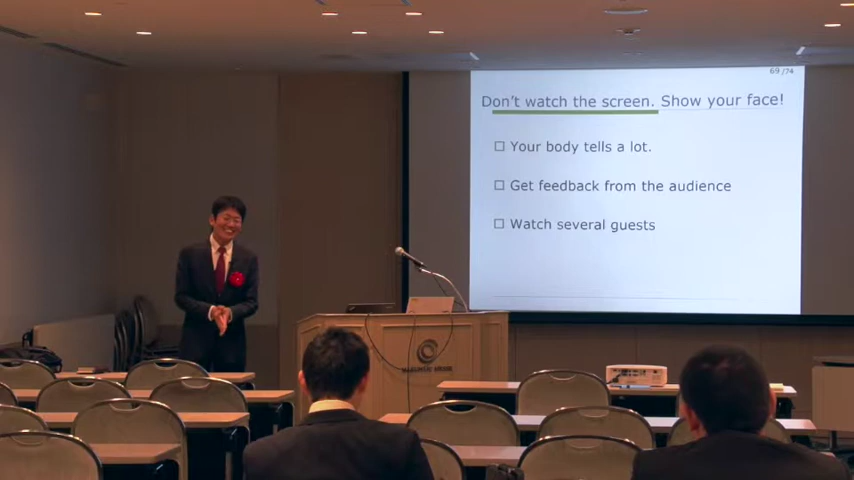 69 /74
Don't watch the screen. Show your face!
□ Your body tells a lot.
□ Get feedback from the audience
□ Watch several guests